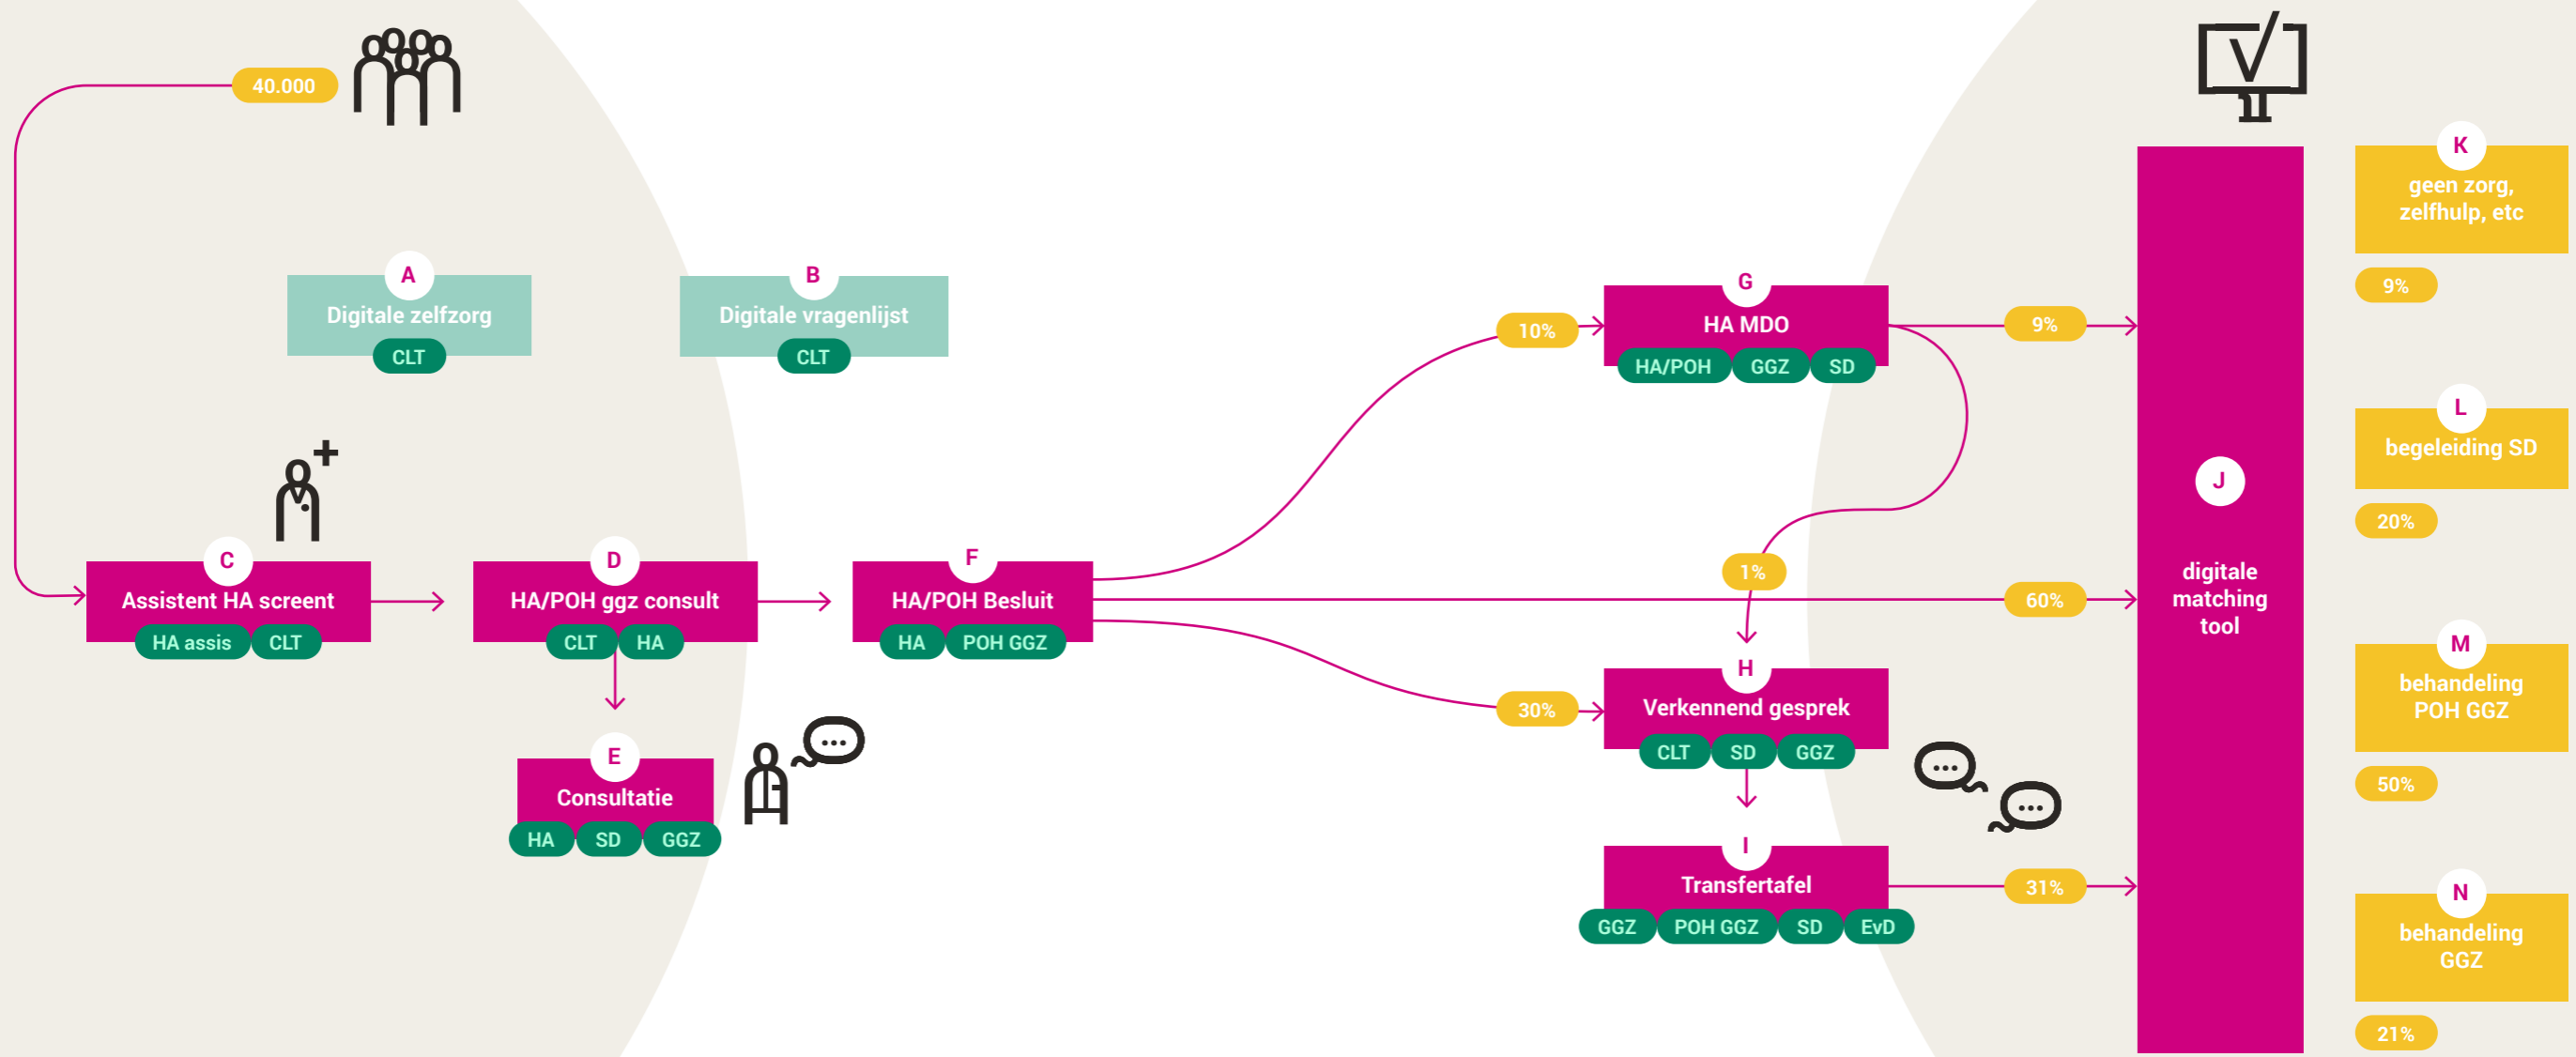 40.000
A
Digitale zelfzorg
CLT
B
Digitale vragenlijst
CLT
C
Assistent HA screent
HA assis
CLT
D
HA/POH ggz consult
CLT
HA
E
Consultatie
HA
SD
GGZ
F
HA/POH Besluit
HA
POH GGZ
10%
G
HA MDO
HA/POH
GGZ
SD
9%
1%
60%
30%
H
Verkennend gesprek
CLT
SD
GGZ
I
Transfertafel
GGZ
POH GGZ
SD
EvD
31%
J
digitale
matching
tool
K
geen zorg,
zelfhulp, etc
9%
L
begeleiding SD
20%
M
behandeling
POH GGZ
50%
N
behandeling
GGZ
21%